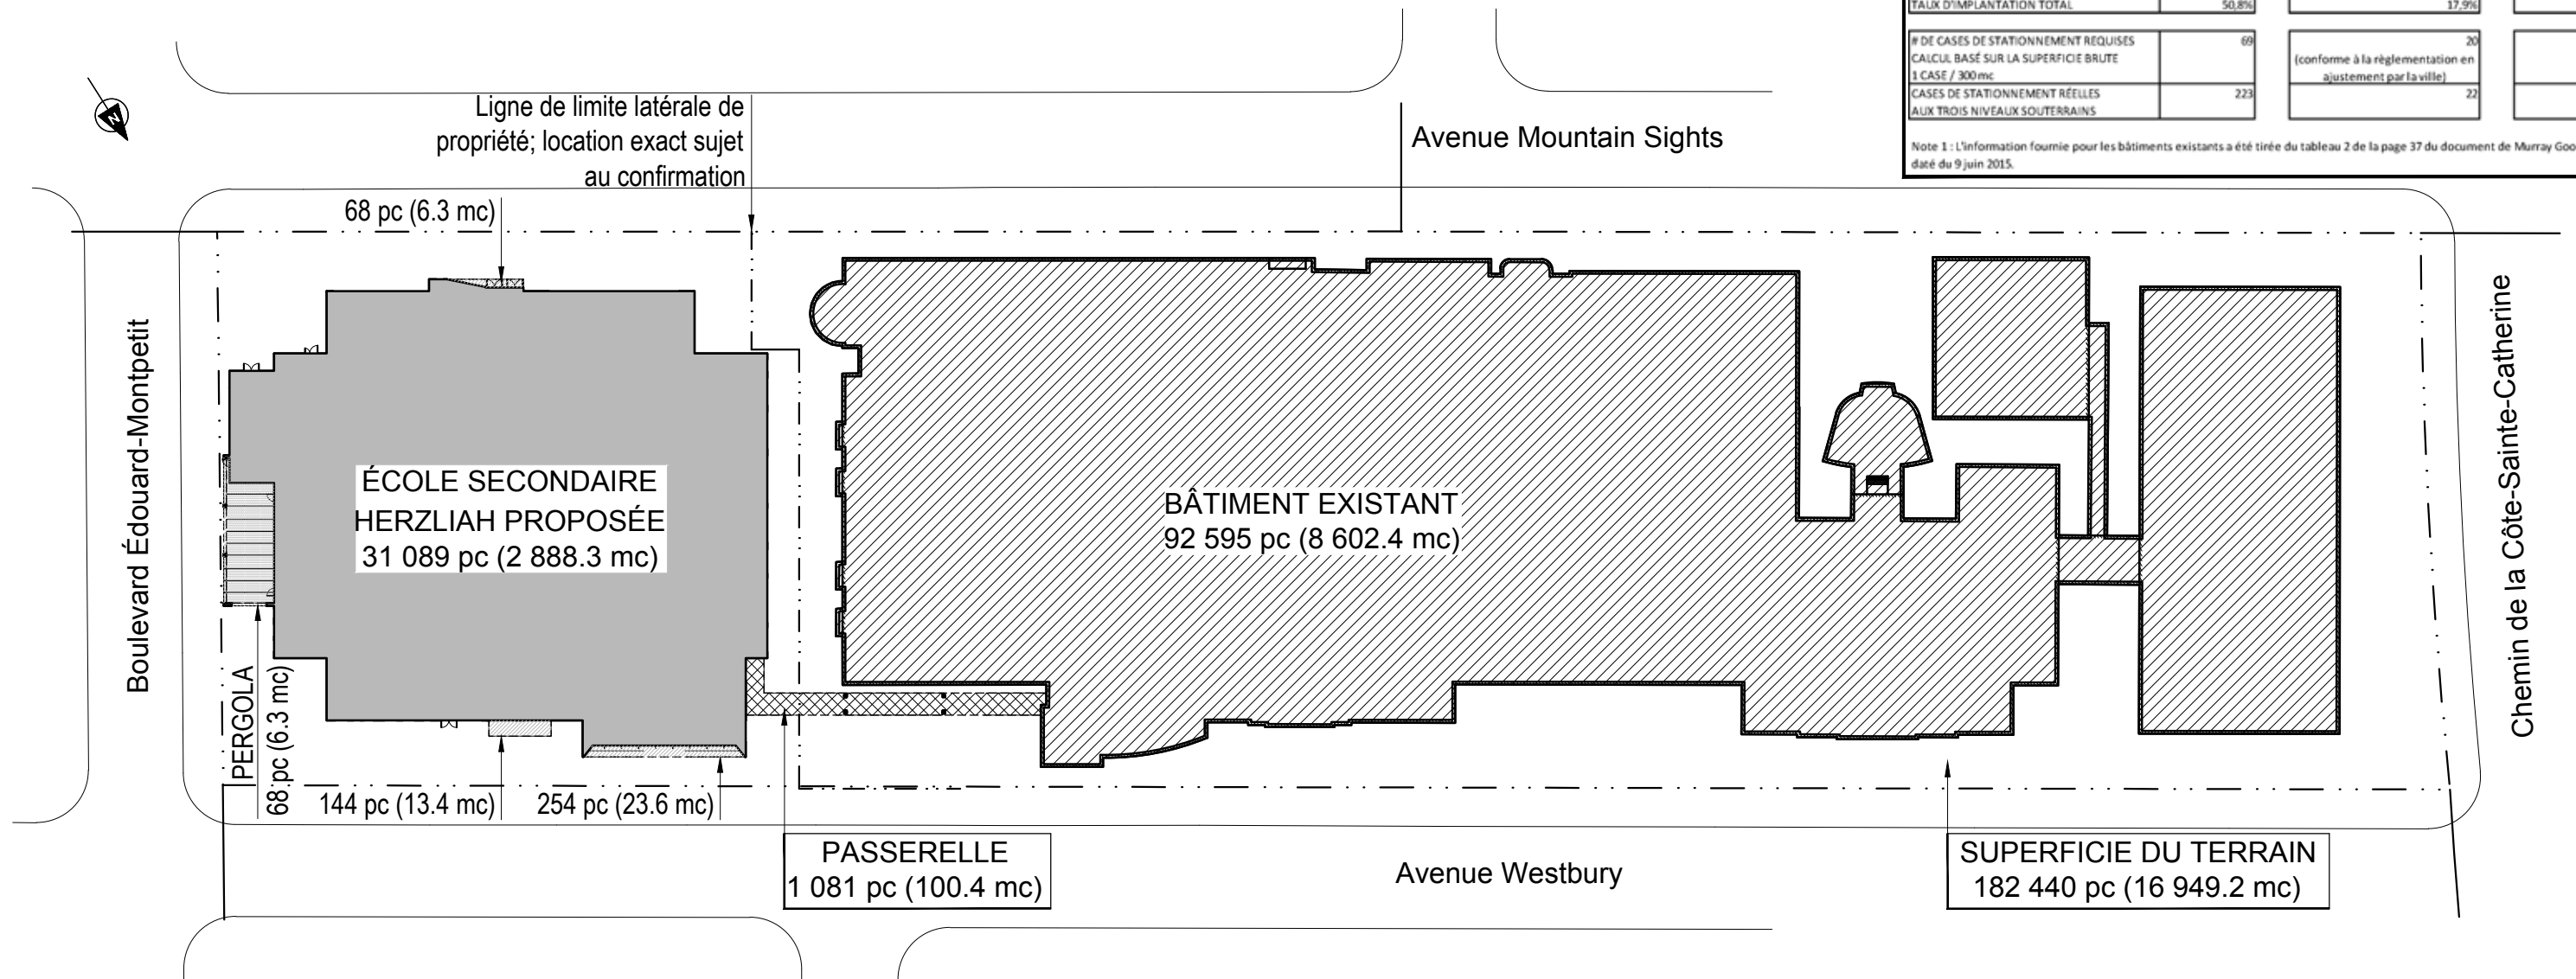 TAUX D'IMPLANTATION TOTAL 50,8% 17,9%
# DE CASES DE STATIONNEMENT REQUISES 69 20
CALCUL BASÉ SUR LA SUPERFICIE BRUTE (conforme à la règlementation en
1 CASE / 300 mc ajustement par la ville)
CASES DE STATIONNEMENT RÉELLES 223 22
AUX TROIS NIVEAUX SOUTERRAINS
Note 1 : L'information fournie pour les bâtiments existants a été tirée du tableau 2 de la page 37 du document de Murray Goo
daté du 9 juin 2015.
N
Ligne de limite latérale de
propriété; location exact sujet
au confirmation
Avenue Mountain Sights
68 pc (6.3 mc)
Boulevard Édouard-Montpetit
ÉCOLE SECONDAIRE
HERZLIAH PROPOSÉE
31 089 pc (2 888.3 mc)
BÂTIMENT EXISTANT
92 595 pc (8 602.4 mc)
Chemin de la Côte-Sainte-Catherine
PERGOLA
68 pc (6.3 mc)
144 pc (13.4 mc)
254 pc (23.6 mc)
PASSERELLE
1 081 pc (100.4 mc)
Avenue Westbury
SUPERFICIE DU TERRAIN
182 440 pc (16 949.2 mc)